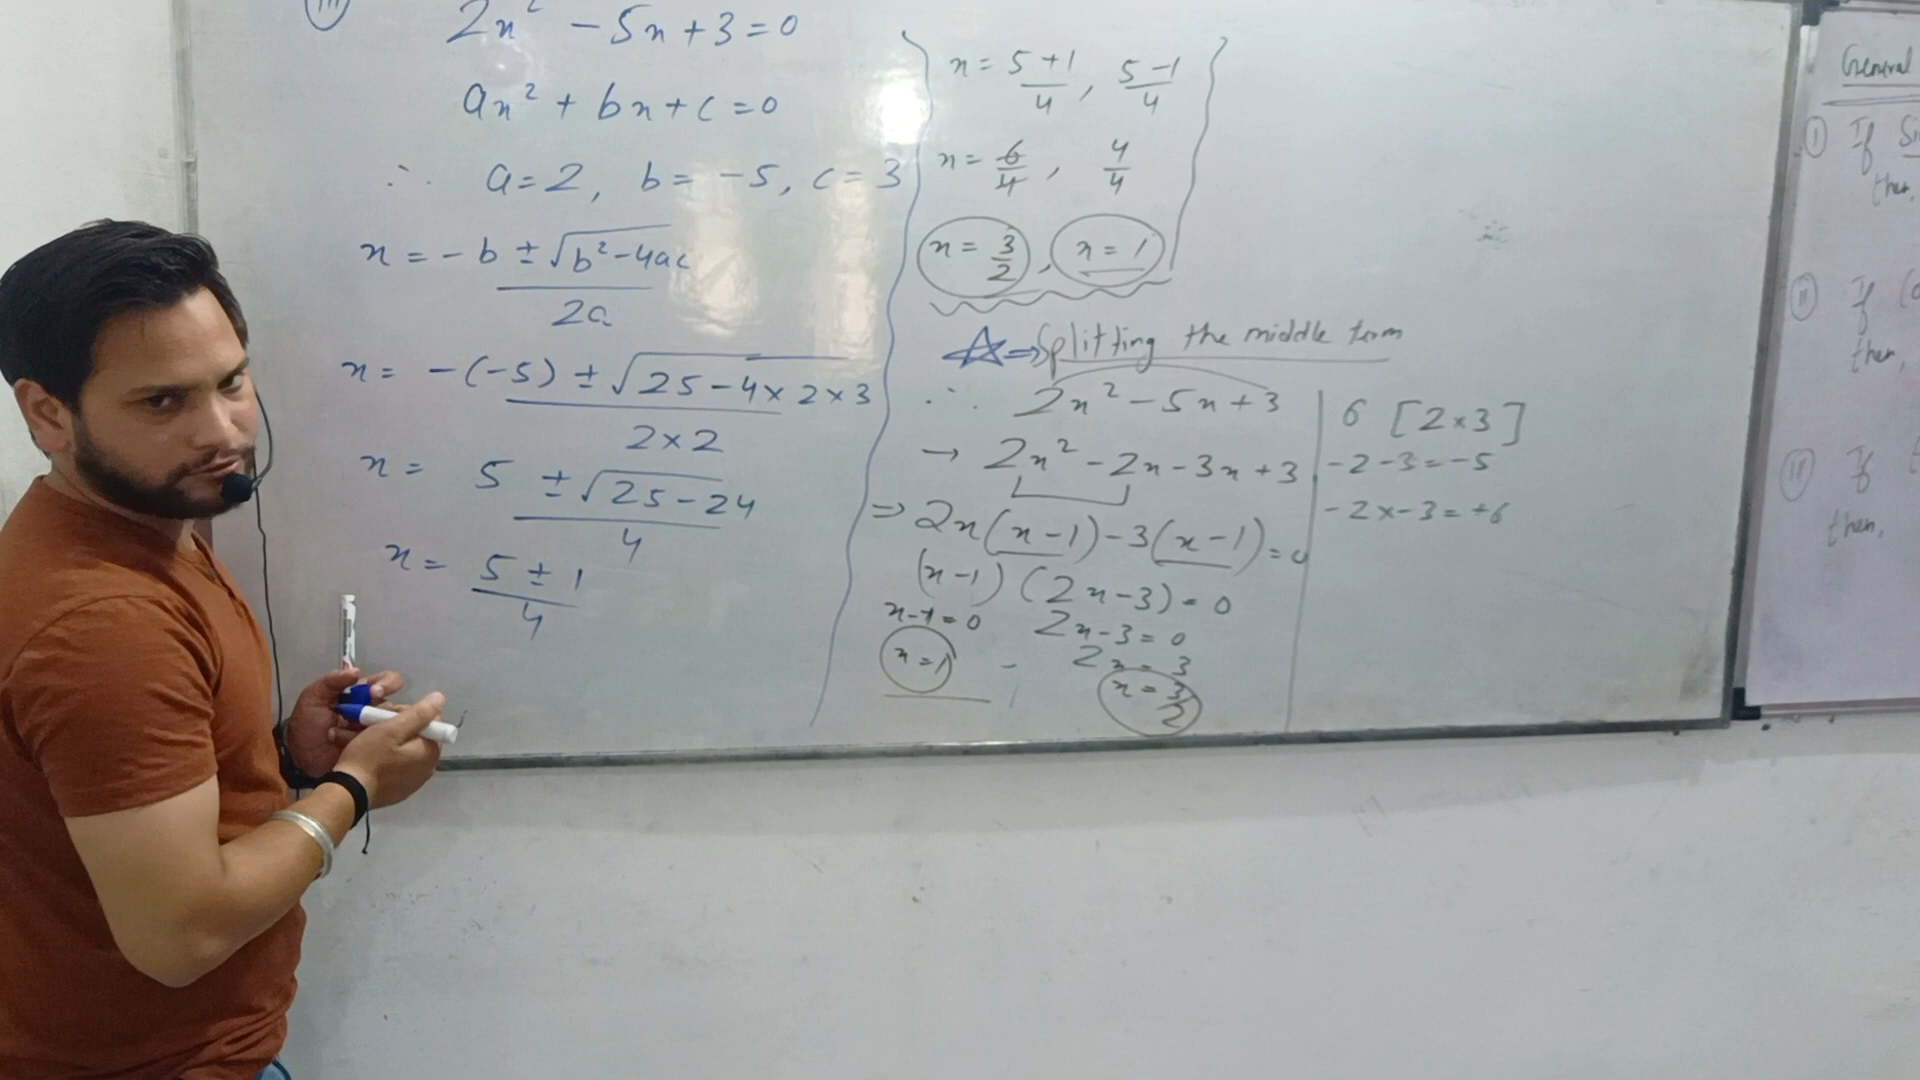 (iii) 2x² - 5x + 3 = 0
ax² + bx + c = 0
∴ a = 2, b = -5, c = 3
x = -b ± √b² - 4ac
2a
x = -(-5) ± √25 - 4 × 2 × 3
2 × 2
x = 5 ± √25 - 24
4
x = 5 ± 1
4
x = 5 + 1 / 4, 5 - 1 / 4
x = 6/4, 4/4
x = 3/2, x = 1
⇒ Splitting the middle term
∴ 2x² - 5x + 3
→ 2x² - 2x - 3x + 3
⇒ 2x(x - 1) - 3(x - 1) = 0
(x - 1) (2x - 3) = 0
x - 1 = 0 2x - 3 = 0
x = 1 2x = 3
x = 3/2
6 [2 × 3]
- 2 - 3 = -5
- 2 × - 3 = +6
General
(i) If
then,
(ii) If
then,
(iii) If
then,